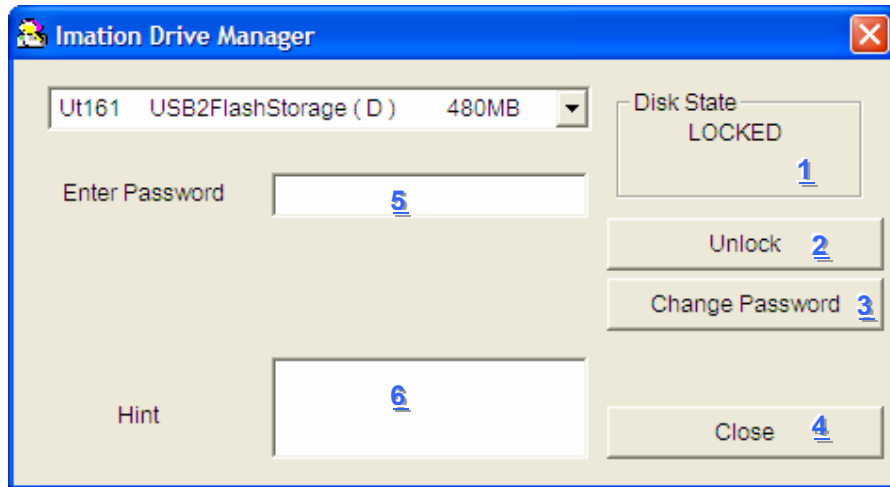 Imation Drive Manager
Ut161 USB2FlashStorage ( D ) 480MB
Disk State
LOCKED
1
Enter Password
5
Unlock 2
Change Password 3
Hint
6
Close 4